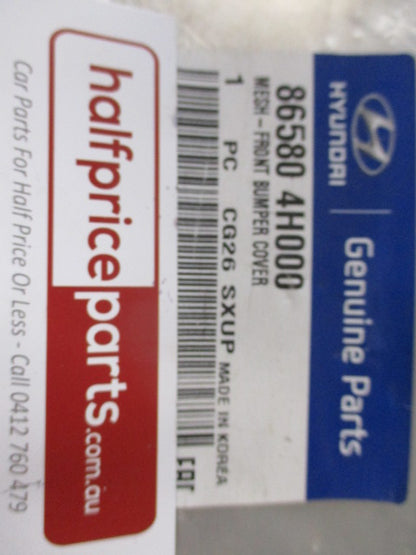 HYUNDAI
Genuine Parts
86580 4H000
MESH-FRONT BUMPER COVER
1 PC CG26 SXUP MADE IN KOREA
EAC
halfpriceparts.com.au
Car Parts For Half Price Or Less - Call 0412 760 479